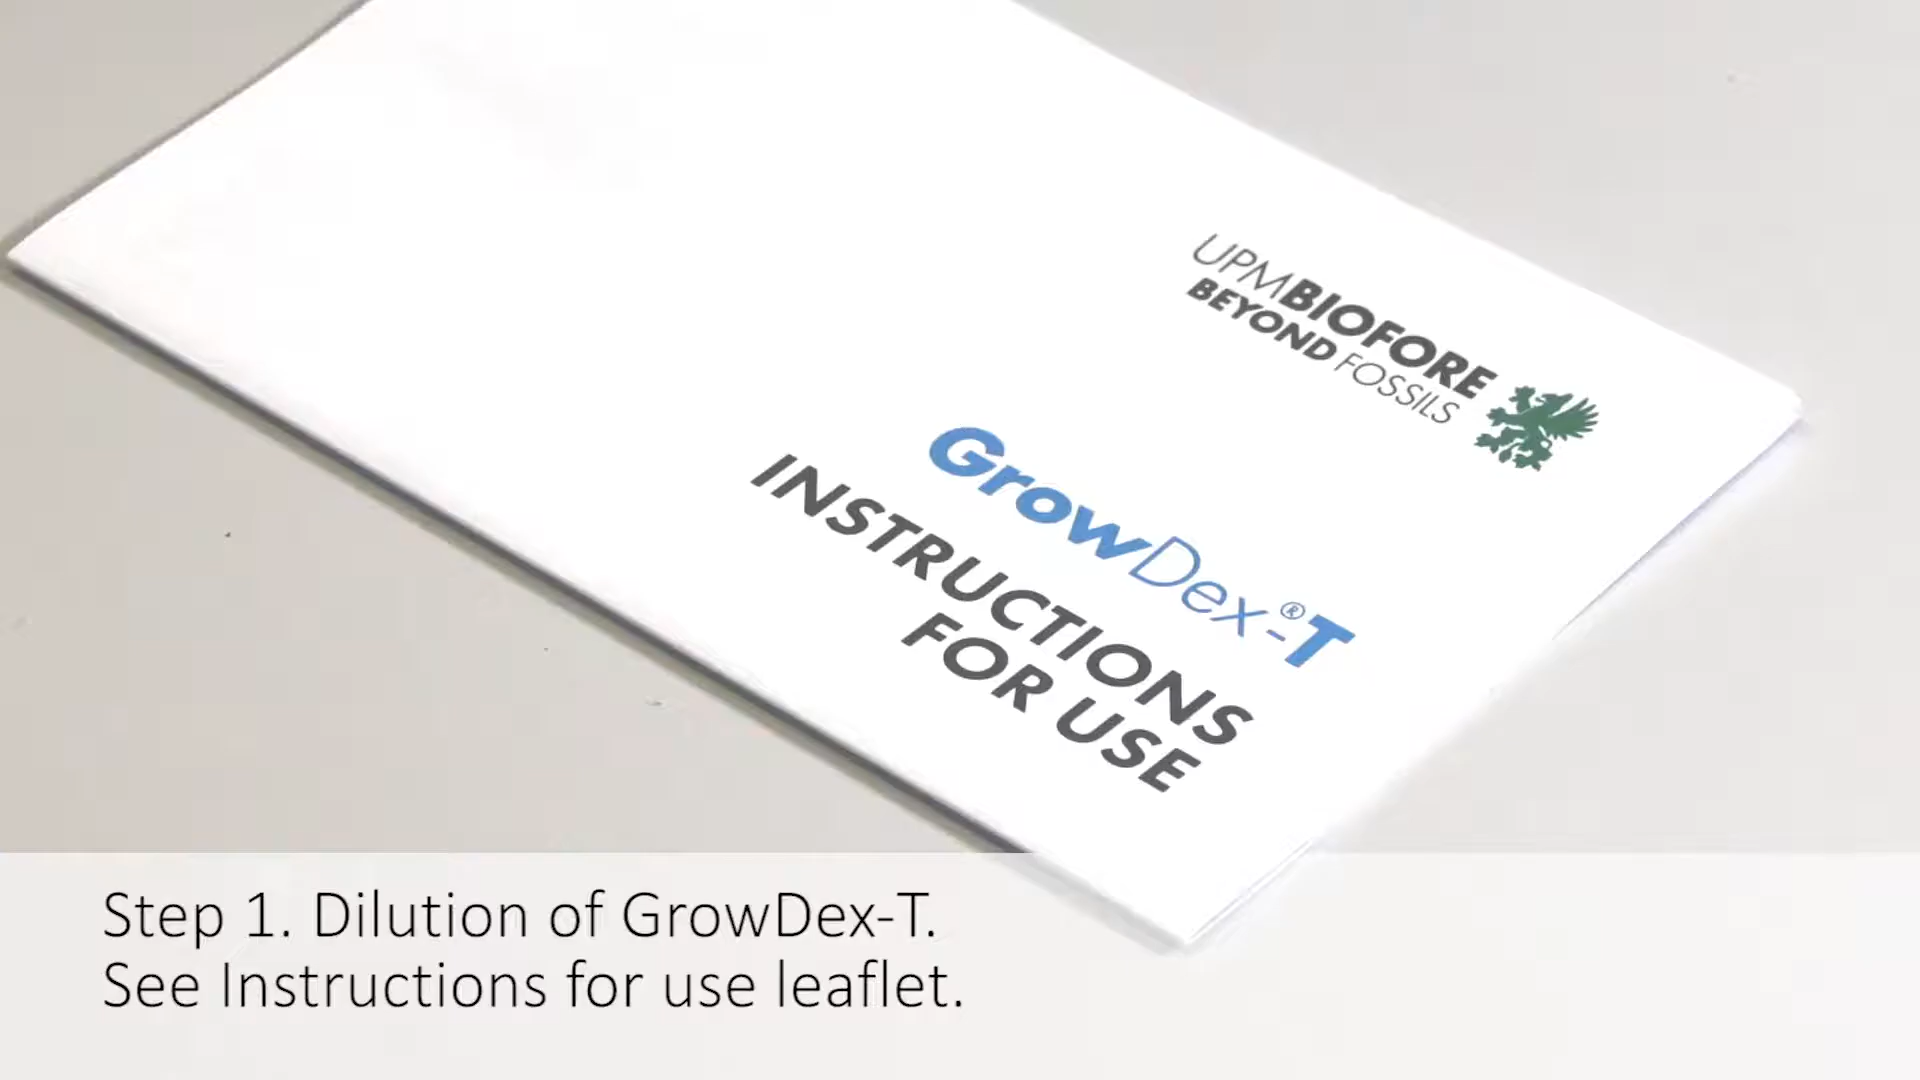 UPMBIOFORE
BEYOND FOSSILS
GrowDex®-T
INSTRUCTIONS
FOR USE
Step 1. Dilution of GrowDex-T.
See Instructions for use leaflet.